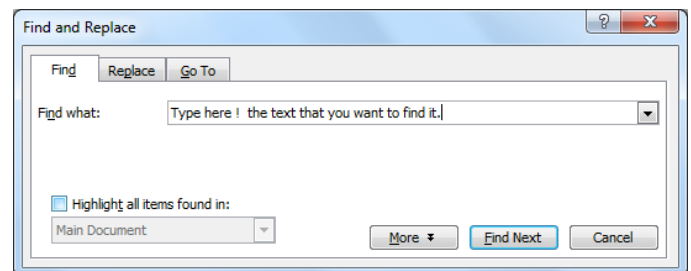 Find and Replace
Find Replace Go To
Find what: Type here ! the text that you want to find it.
Highlight all items found in:
Main Document More Find Next Cancel